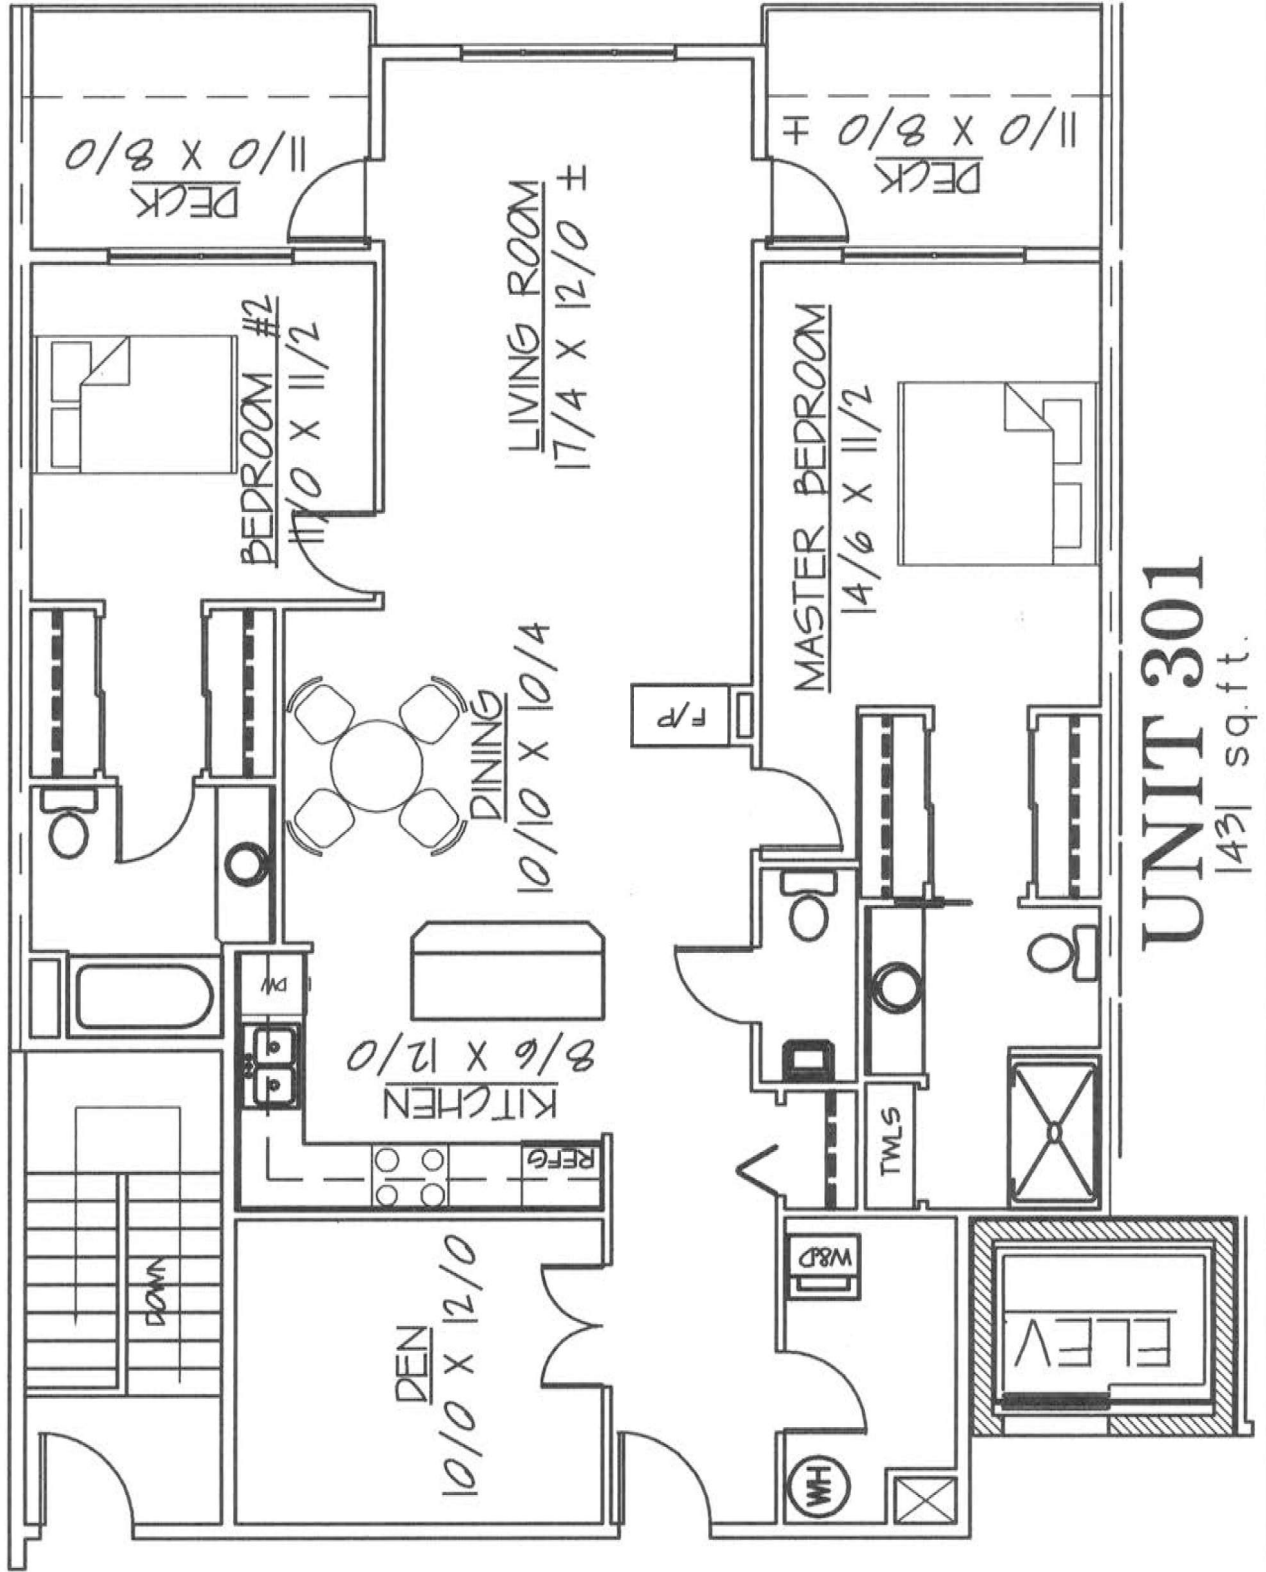 DECK
11/0 X 8/0
DECK
11/0 X 8/0 ±
LIVING ROOM
17/4 X 12/0 ±
BEDROOM #2
11/0 X 11/2
MASTER BEDROOM
14/6 X 11/2
DINING
10/10 X 10/4
F/P
UNIT 301
1431 sq.ft.
DW
KITCHEN
8/6 X 12/0
REFG
TWLS
DOWN
DEN
10/0 X 12/0
W&D
WH
ELEV